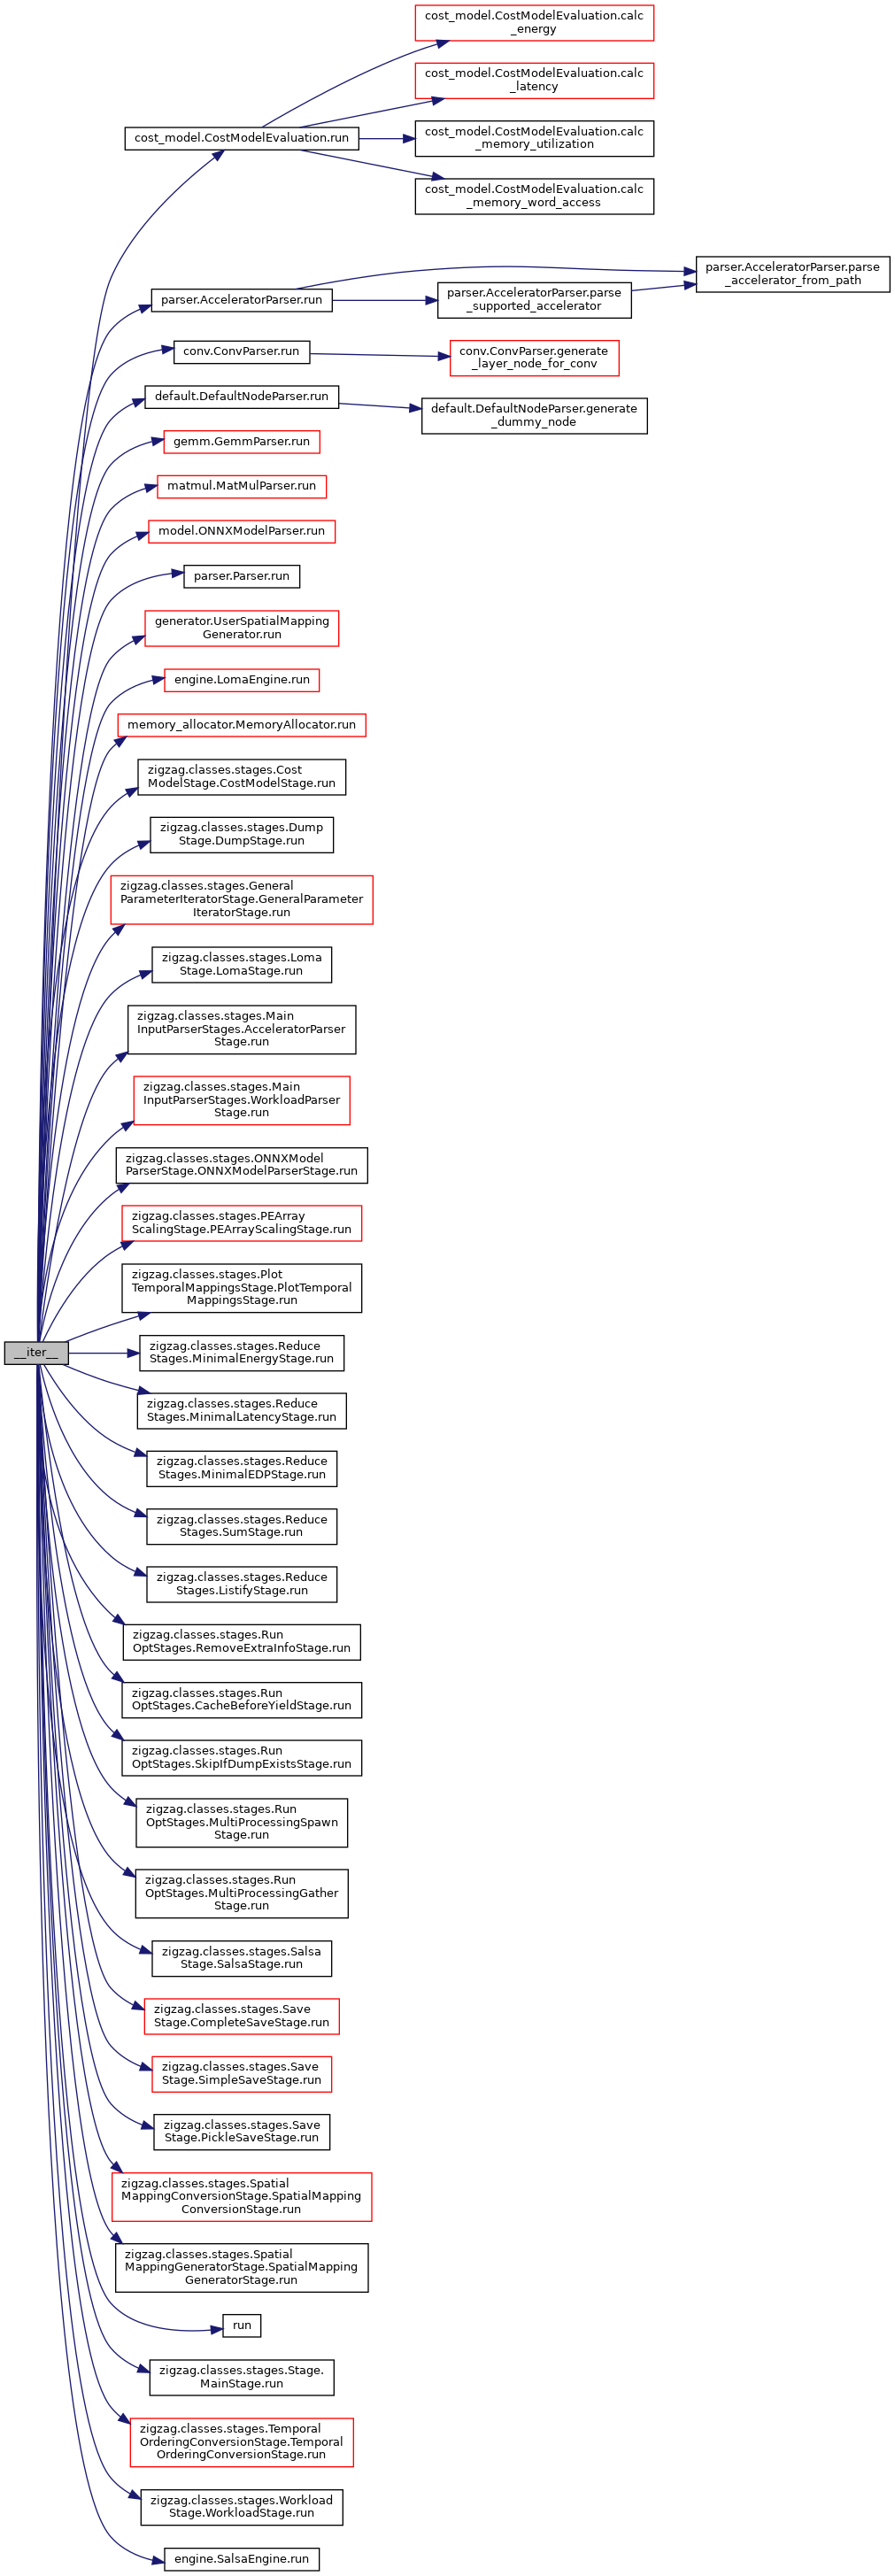 cost_model.CostModelEvaluation.calc
_energy
cost_model.CostModelEvaluation.calc
_latency
cost_model.CostModelEvaluation.run
cost_model.CostModelEvaluation.calc
_memory_utilization
cost_model.CostModelEvaluation.calc
_memory_word_access
parser.AcceleratorParser.run
parser.AcceleratorParser.parse
_supported_accelerator
parser.AcceleratorParser.parse
_accelerator_from_path
conv.ConvParser.run
conv.ConvParser.generate
_layer_node_for_conv
default.DefaultNodeParser.run
default.DefaultNodeParser.generate
_dummy_node
gemm.GemmParser.run
matmul.MatMulParser.run
model.ONNXModelParser.run
parser.Parser.run
generator.UserSpatialMapping
Generator.run
engine.LomaEngine.run
memory_allocator.MemoryAllocator.run
zigzag.classes.stages.Cost
ModelStage.CostModelStage.run
zigzag.classes.stages.Dump
Stage.DumpStage.run
zigzag.classes.stages.General
ParameterIteratorStage.GeneralParameter
IteratorStage.run
zigzag.classes.stages.Loma
Stage.LomaStage.run
zigzag.classes.stages.Main
InputParserStages.AcceleratorParser
Stage.run
zigzag.classes.stages.Main
InputParserStages.WorkloadParser
Stage.run
zigzag.classes.stages.ONNXModel
ParserStage.ONNXModelParserStage.run
zigzag.classes.stages.PEArray
ScalingStage.PEArrayScalingStage.run
zigzag.classes.stages.Plot
TemporalMappingsStage.PlotTemporal
MappingsStage.run
__iter__
zigzag.classes.stages.Reduce
Stages.MinimalEnergyStage.run
zigzag.classes.stages.Reduce
Stages.MinimalLatencyStage.run
zigzag.classes.stages.Reduce
Stages.MinimalEDPStage.run
zigzag.classes.stages.Reduce
Stages.SumStage.run
zigzag.classes.stages.Reduce
Stages.ListifyStage.run
zigzag.classes.stages.Run
OptStages.RemoveExtraInfoStage.run
zigzag.classes.stages.Run
OptStages.CacheBeforeYieldStage.run
zigzag.classes.stages.Run
OptStages.SkipIfDumpExistsStage.run
zigzag.classes.stages.Run
OptStages.MultiProcessingSpawn
Stage.run
zigzag.classes.stages.Run
OptStages.MultiProcessingGather
Stage.run
zigzag.classes.stages.Salsa
Stage.SalsaStage.run
zigzag.classes.stages.Save
Stage.CompleteSaveStage.run
zigzag.classes.stages.Save
Stage.SimpleSaveStage.run
zigzag.classes.stages.Save
Stage.PickleSaveStage.run
zigzag.classes.stages.Spatial
MappingConversionStage.SpatialMapping
ConversionStage.run
zigzag.classes.stages.Spatial
MappingGeneratorStage.SpatialMapping
GeneratorStage.run
run
zigzag.classes.stages.Stage.
MainStage.run
zigzag.classes.stages.Temporal
OrderingConversionStage.Temporal
OrderingConversionStage.run
zigzag.classes.stages.Workload
Stage.WorkloadStage.run
engine.SalsaEngine.run